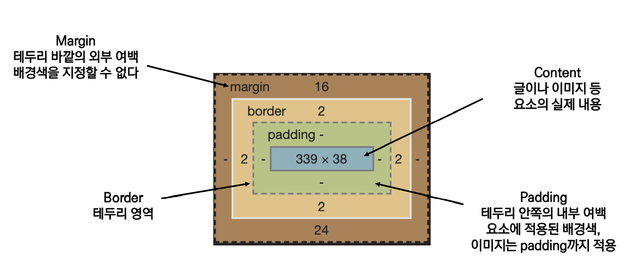 Margin
테두리 바깥의 외부 여백
배경색을 지정할 수 없다
margin 16
border 2
padding -
- 2 - 339 × 38 - 2 -
-
2
24
Content
글이나 이미지 등
요소의 실제 내용
Border
테두리 영역
Padding
테두리 안쪽의 내부 여백
요소에 적용된 배경색,
이미지는 padding까지 적용